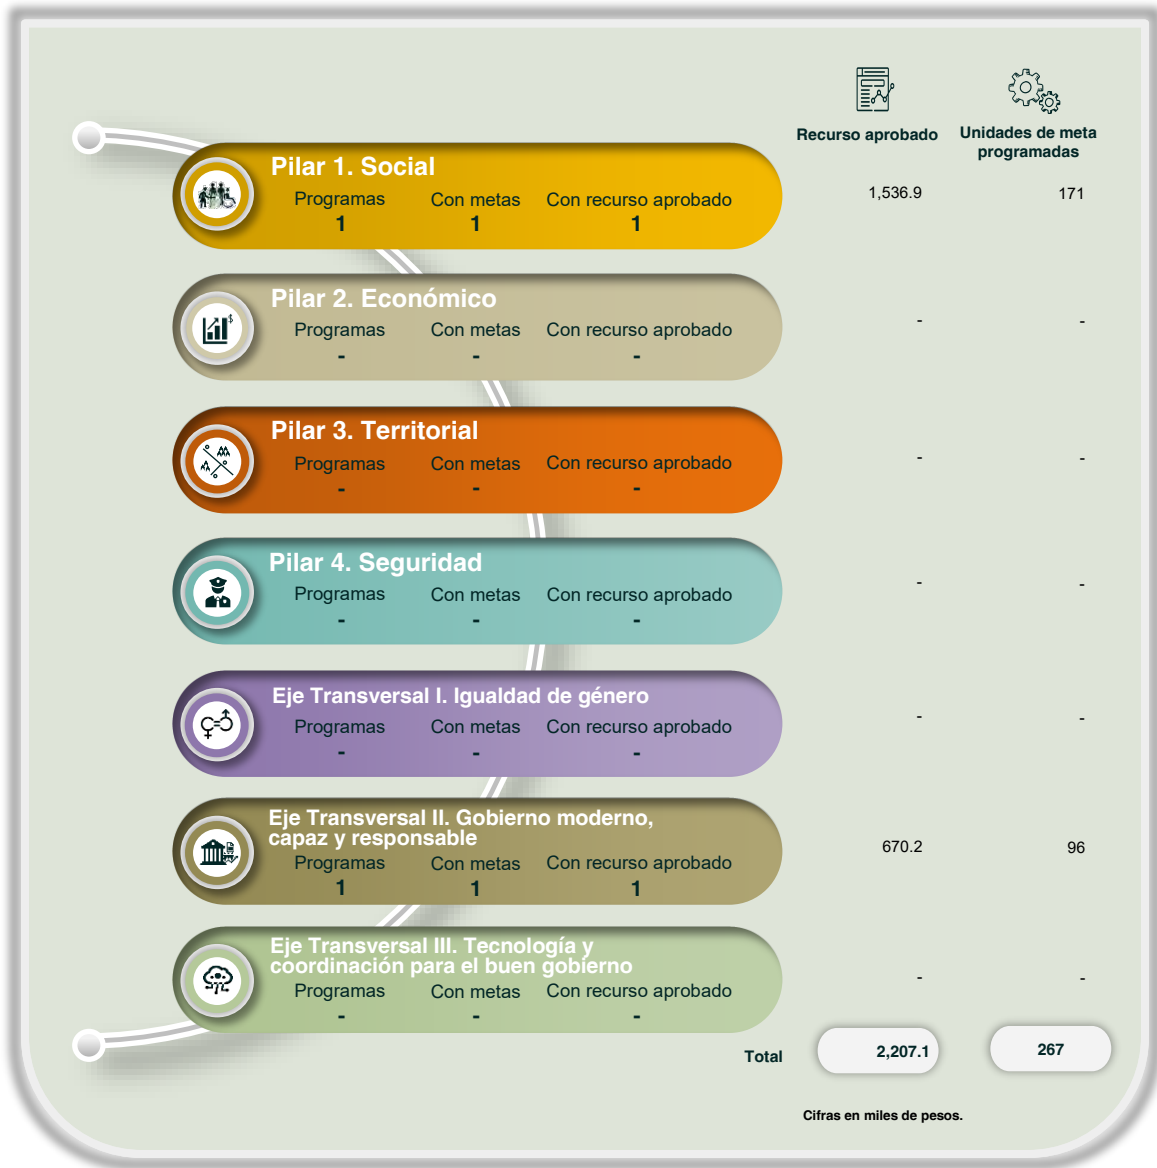 Recurso aprobado
Unidades de meta
programadas
Pilar 1. Social
Programas Con metas Con recurso aprobado
1 1 1
1,536.9 171
Pilar 2. Económico
Programas Con metas Con recurso aprobado
- - -
- -
Pilar 3. Territorial
Programas Con metas Con recurso aprobado
- - -
- -
Pilar 4. Seguridad
Programas Con metas Con recurso aprobado
- - -
- -
Eje Transversal I. Igualdad de género
Programas Con metas Con recurso aprobado
- - -
- -
Eje Transversal II. Gobierno moderno,
capaz y responsable
Programas Con metas Con recurso aprobado
1 1 1
670.2 96
Eje Transversal III. Tecnología y
coordinación para el buen gobierno
Programas Con metas Con recurso aprobado
- - -
- -
Total 2,207.1 267
Cifras en miles de pesos.